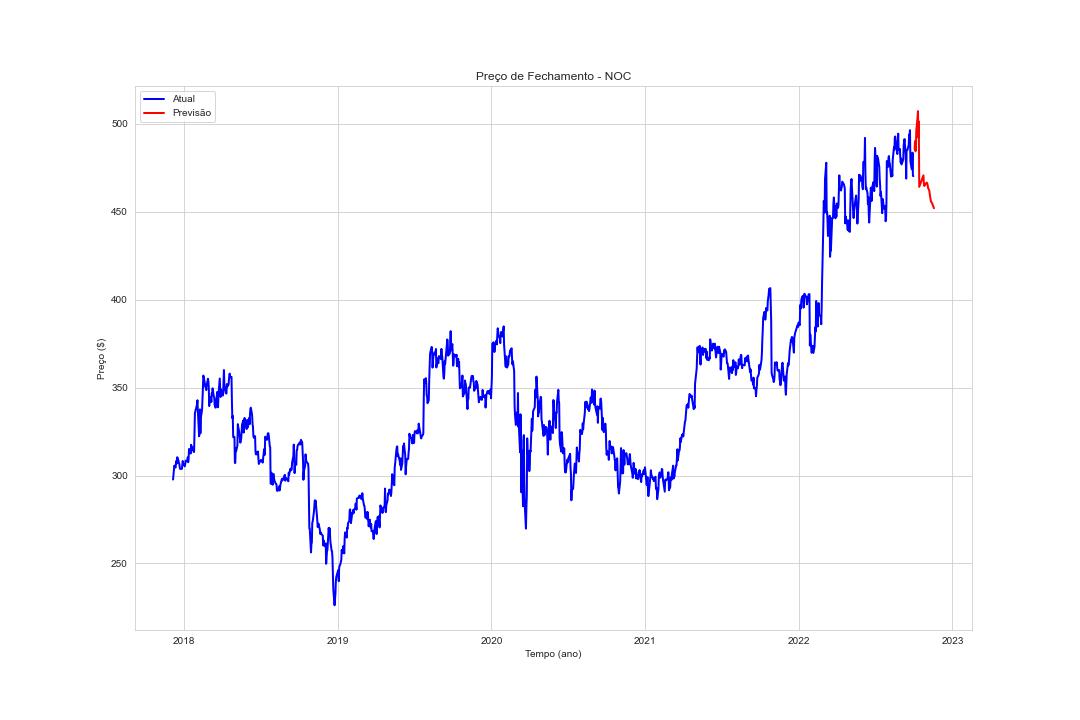 Preço de Fechamento - NOC
Atual
Previsão
500
450
400
350
300
250
Preço ($)
2018 2019 2020 2021 2022 2023
Tempo (ano)